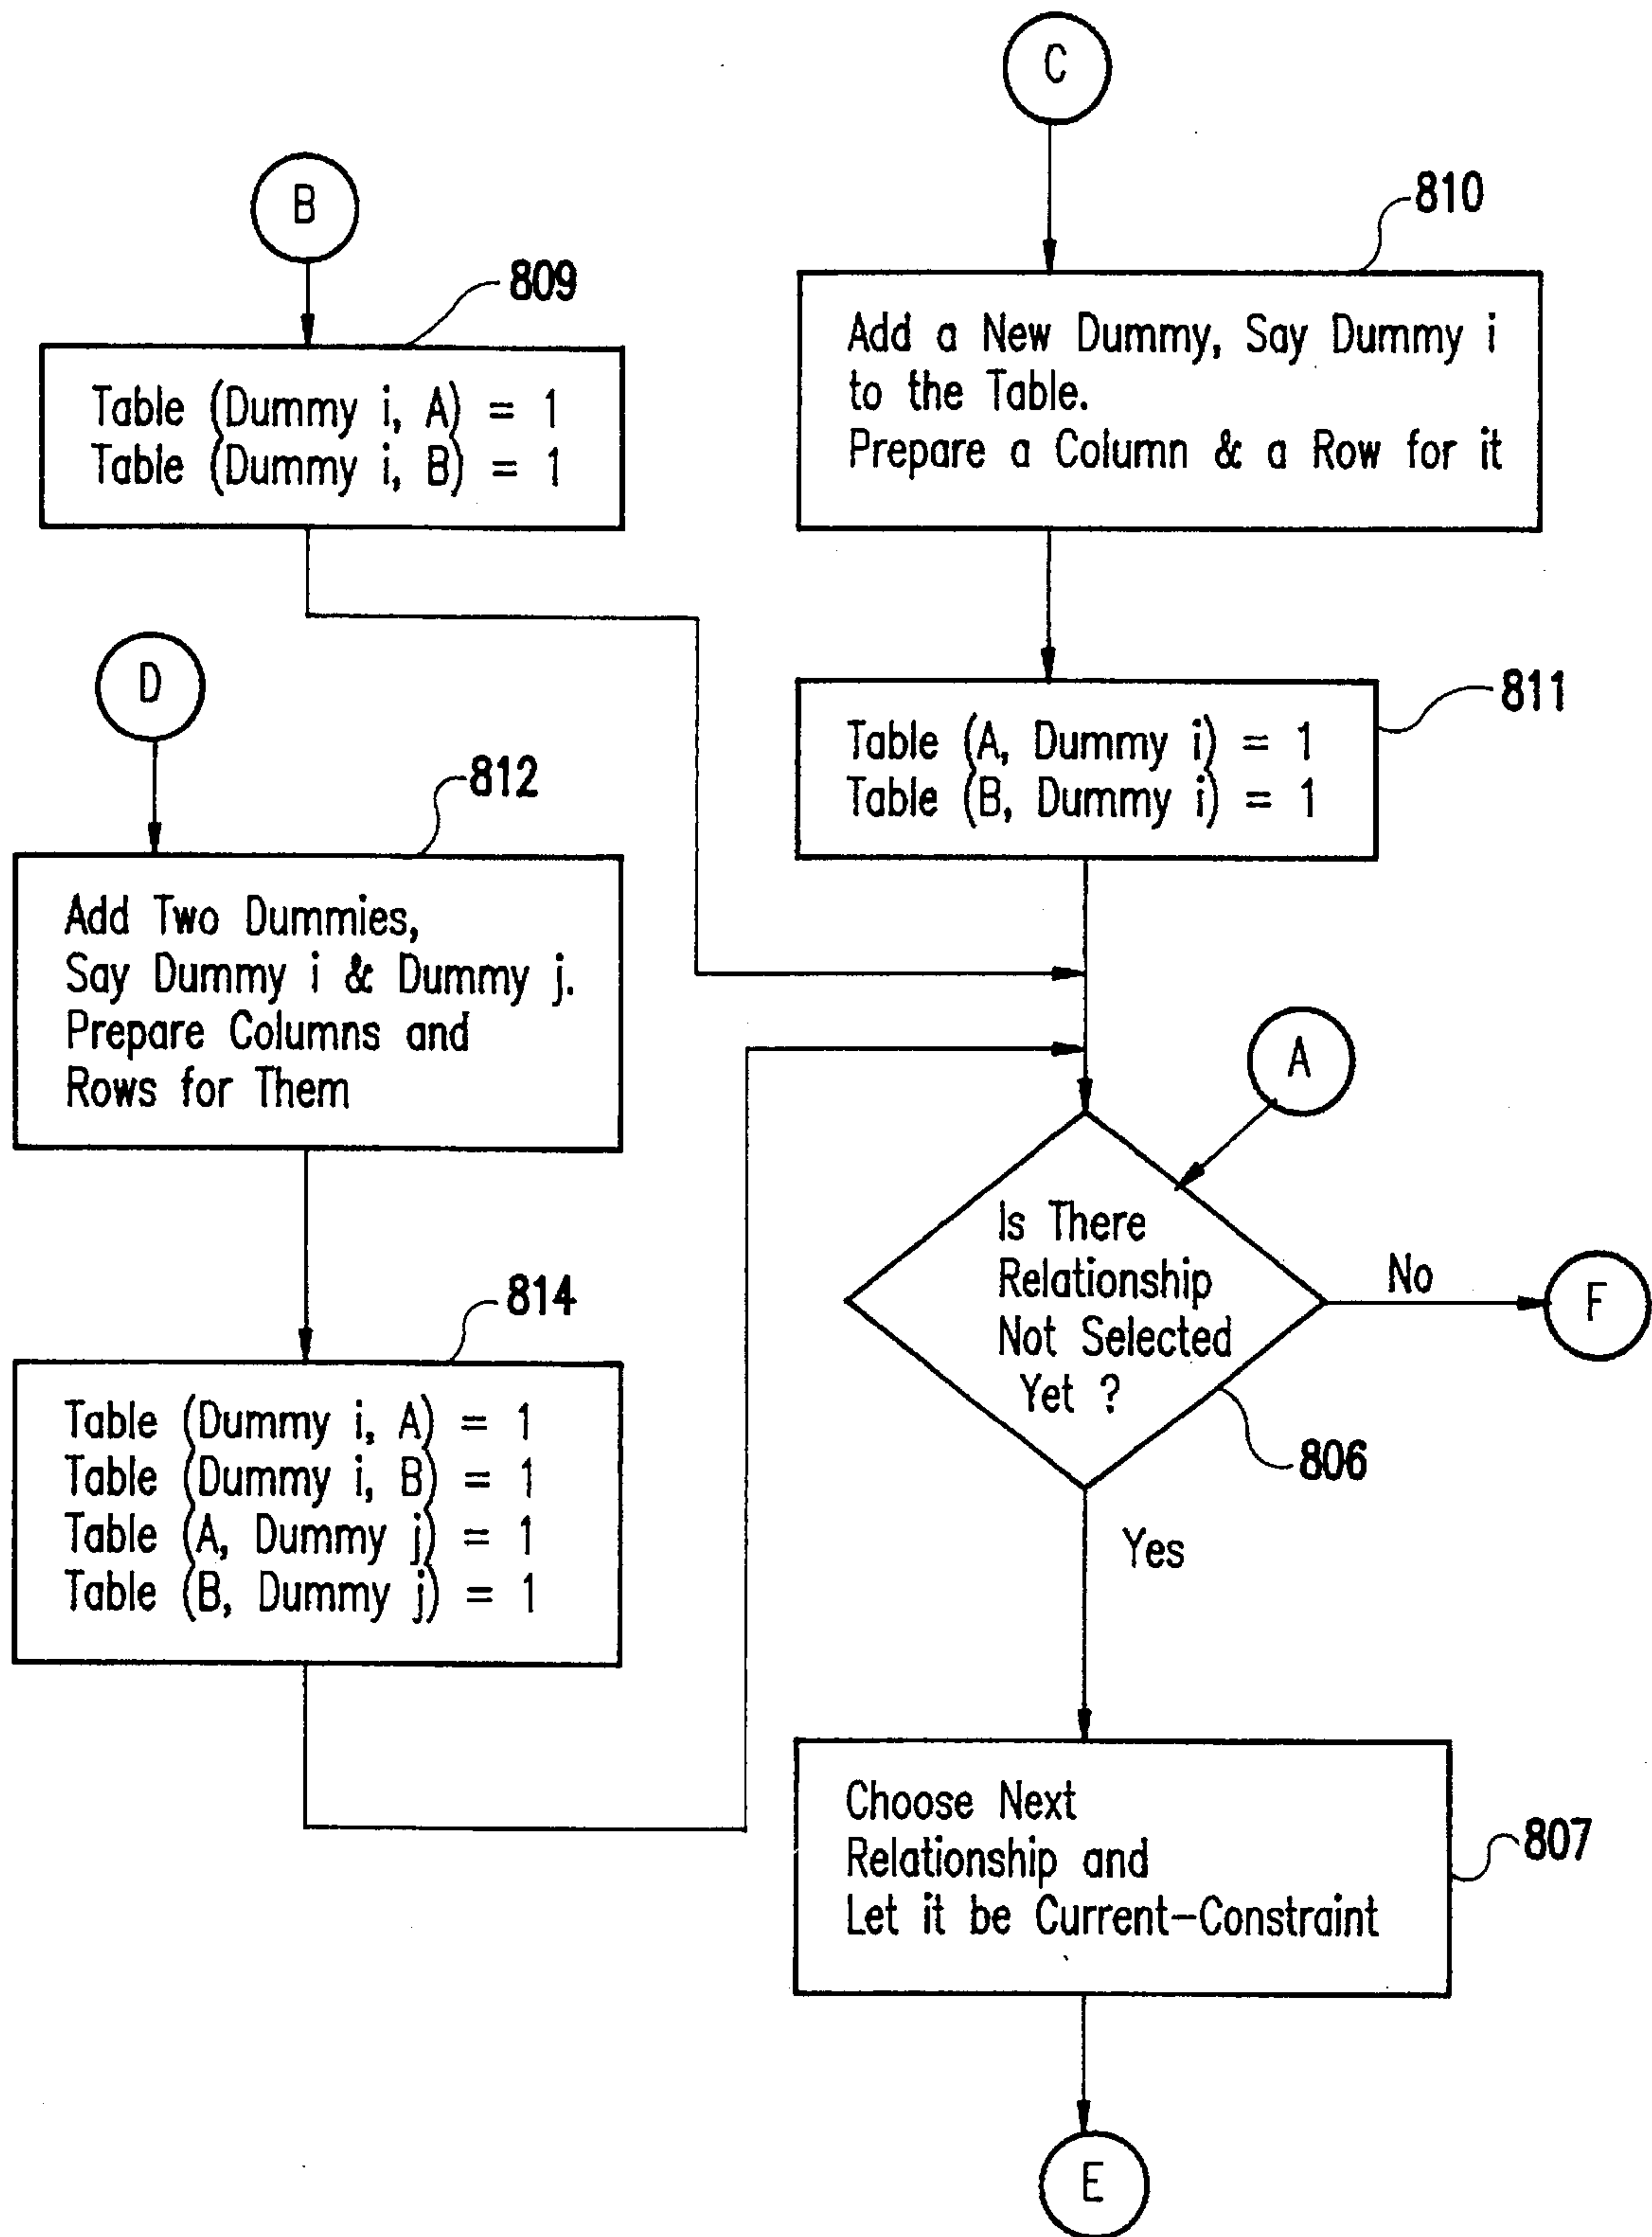 C
B
810
809
Add a New Dummy, Say Dummy i
to the Table.
Prepare a Column & a Row for it
Table (Dummy i, A) = 1
Table (Dummy i, B) = 1
D
811
Table (A, Dummy i) = 1
Table (B, Dummy i) = 1
812
Add Two Dummies,
Say Dummy i & Dummy j.
Prepare Columns and
Rows for Them
A
Is There
Relationship
Not Selected
Yet ?
No
F
806
814
Table (Dummy i, A) = 1
Table (Dummy i, B) = 1
Table (A, Dummy j) = 1
Table (B, Dummy j) = 1
Yes
Choose Next
Relationship and
Let it be Current-Constraint
807
E